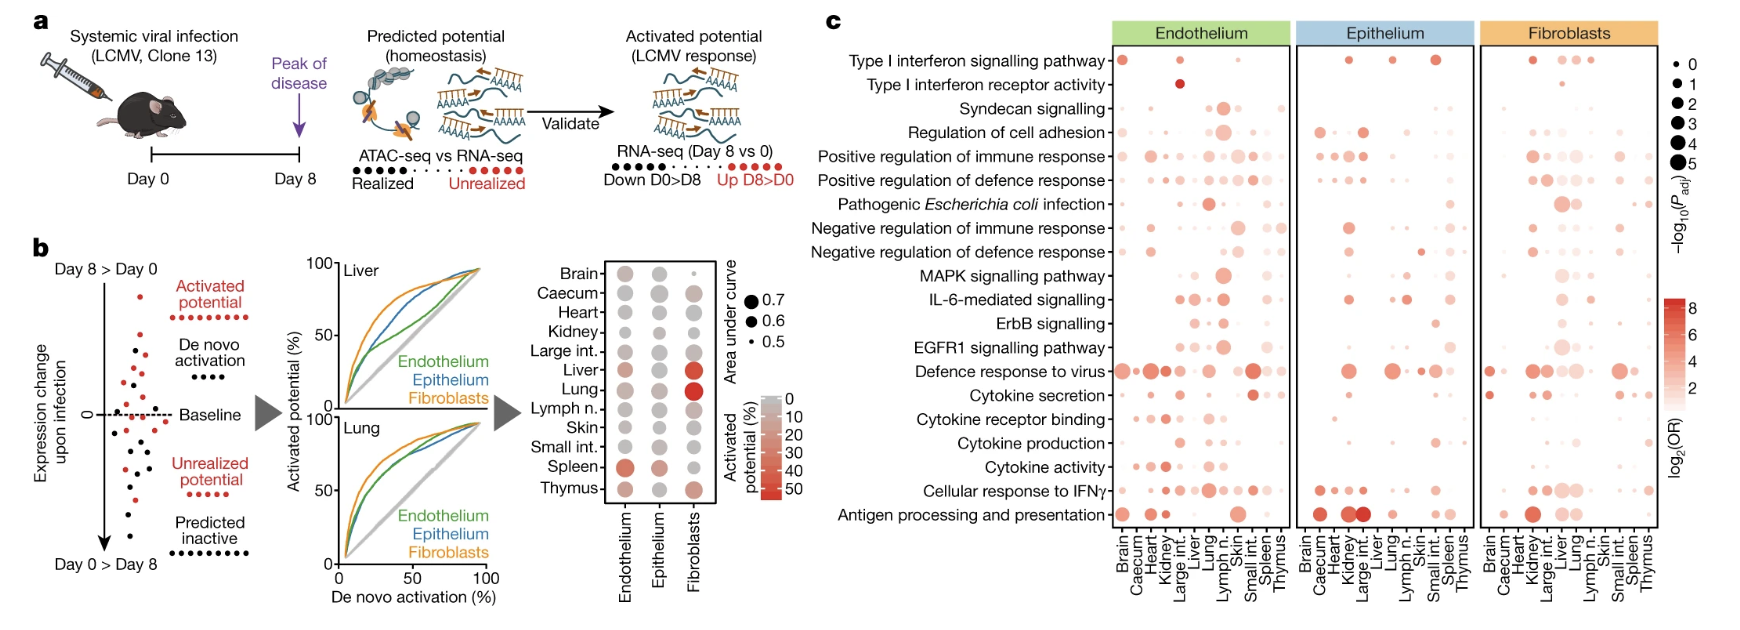 a
Systemic viral infection
(LCMV, Clone 13)
Peak of
disease
Day 0
Day 8
Predicted potential
(homeostasis)
ATAC-seq vs RNA-seq
Realized
Unrealized
Validate
Activated potential
(LCMV response)
RNA-seq (Day 8 vs 0)
Down D0>D8
Up D8>D0
b
Day 8 > Day 0
Expression change
upon infection
0
Day 0 > Day 8
Activated
potential
De novo
activation
Baseline
Unrealized
potential
Predicted
inactive
Activated potential (%)
100
50
0
Liver
Endothelium
Epithelium
Fibroblasts
100
50
0
Lung
Endothelium
Epithelium
Fibroblasts
0
50
100
De novo activation (%)
Brain
Caecum
Heart
Kidney
Large int.
Liver
Lung
Lymph n.
Skin
Small int.
Spleen
Thymus
Endothelium
Epithelium
Fibroblasts
Area under curve
0.7
0.6
0.5
Activated
potential (%)
0
10
20
30
40
50
c
Endothelium
Epithelium
Fibroblasts
Type I interferon signalling pathway
Type I interferon receptor activity
Syndecan signalling
Regulation of cell adhesion
Positive regulation of immune response
Positive regulation of defence response
Pathogenic Escherichia coli infection
Negative regulation of immune response
Negative regulation of defence response
MAPK signalling pathway
IL-6-mediated signalling
ErbB signalling
EGFR1 signalling pathway
Defence response to virus
Cytokine secretion
Cytokine receptor binding
Cytokine production
Cytokine activity
Cellular response to IFNγ
Antigen processing and presentation
Brain
Caecum
Heart
Kidney
Large int.
Liver
Lung
Lymph n.
Skin
Small int.
Spleen
Thymus
Brain
Caecum
Heart
Kidney
Large int.
Liver
Lung
Lymph n.
Skin
Small int.
Spleen
Thymus
Brain
Caecum
Heart
Kidney
Large int.
Liver
Lung
Lymph n.
Skin
Small int.
Spleen
Thymus
0
1
2
3
4
5
−log10(Padj)
8
6
4
2
log2(OR)